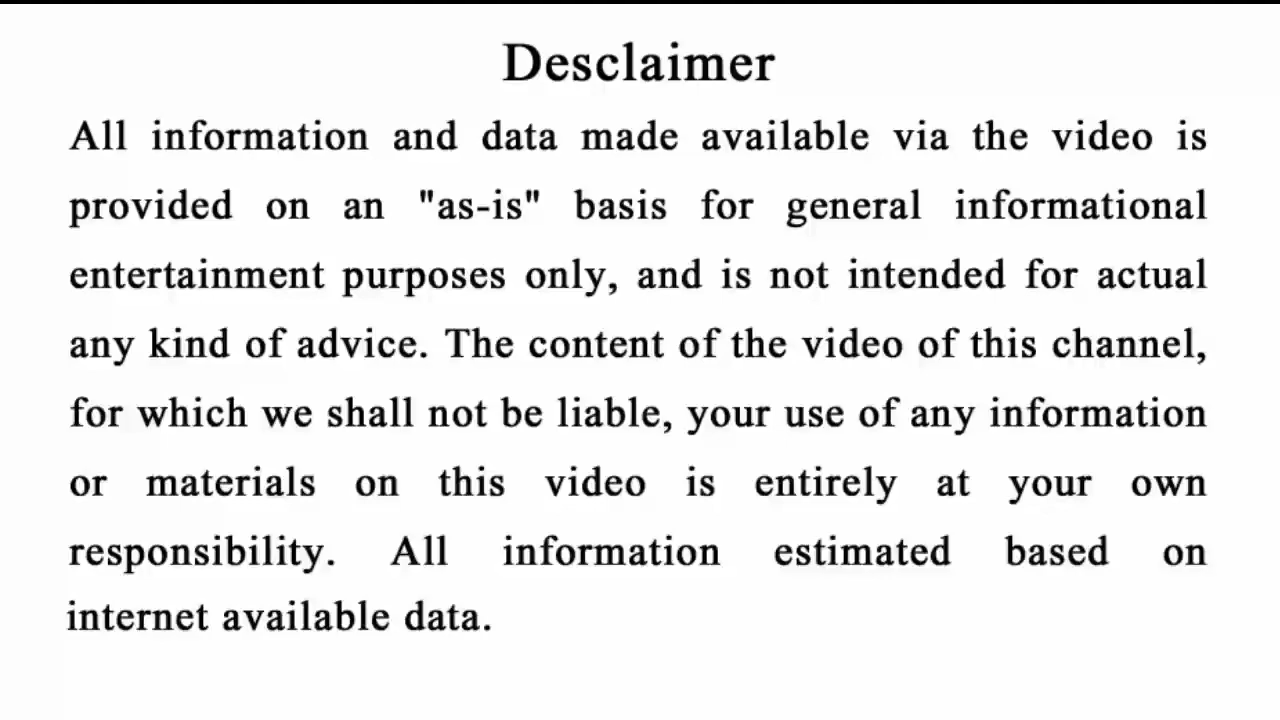 Desclaimer
All information and data made available via the video is
provided on an "as-is" basis for general informational
entertainment purposes only, and is not intended for actual
any kind of advice. The content of the video of this channel,
for which we shall not be liable, your use of any information
or materials on this video is entirely at your own
responsibility. All information estimated based on
internet available data.